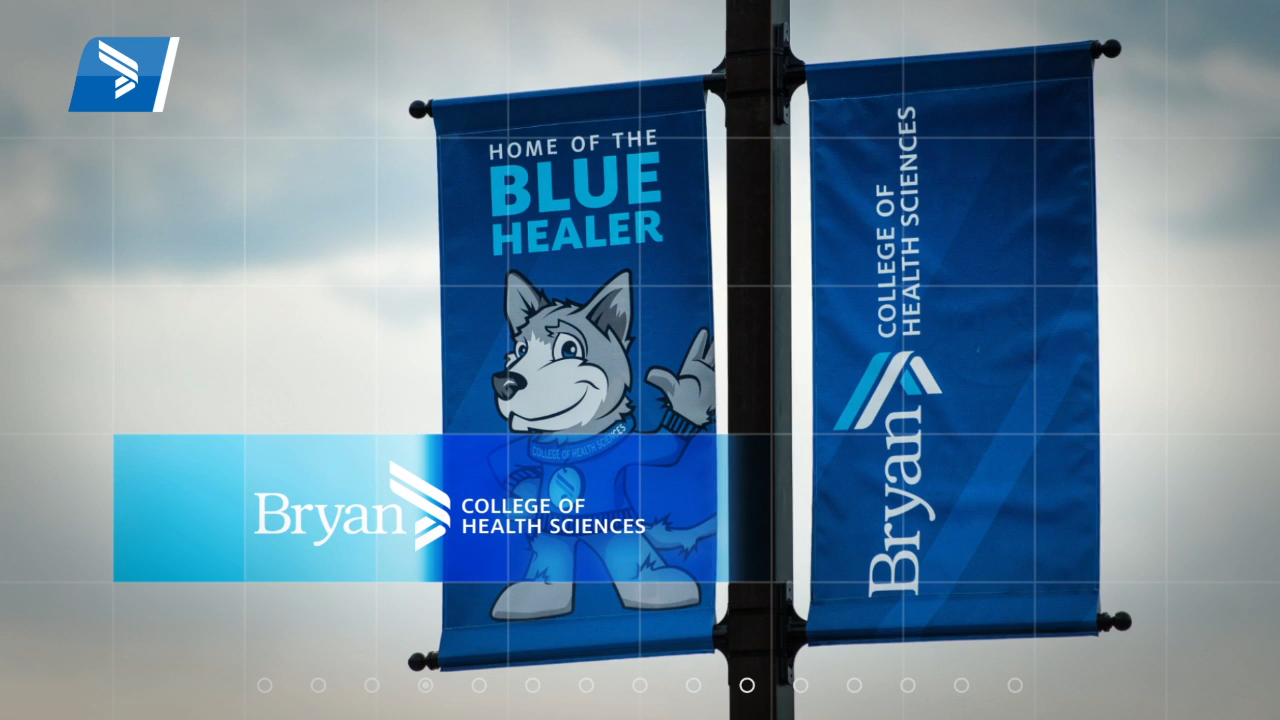 HOME OF THE
BLUE
HEALER
COLLEGE OF HEALTH SCIENCES
Bryan
COLLEGE OF
HEALTH SCIENCES
Bryan
COLLEGE OF
HEALTH SCIENCES